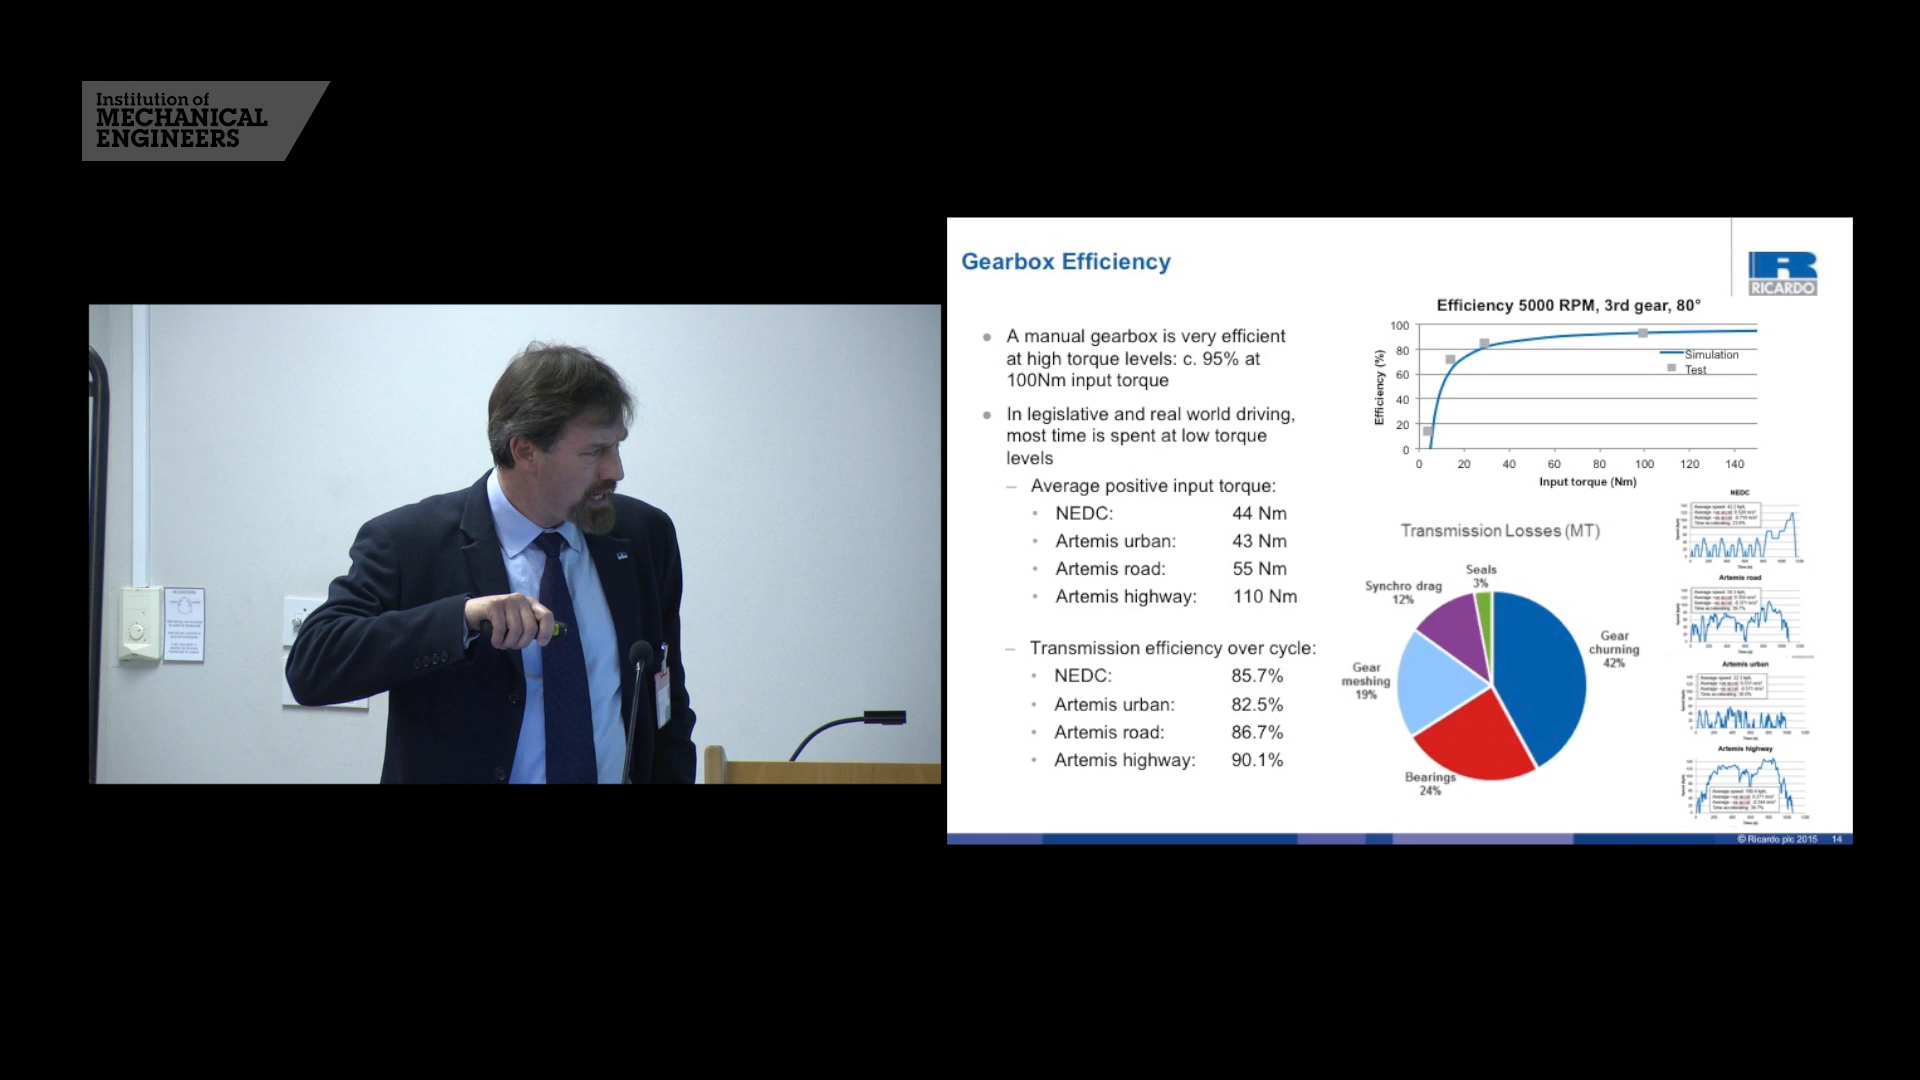 Institution of
MECHANICAL
ENGINEERS
Gearbox Efficiency
RICARDO
A manual gearbox is very efficient
at high torque levels: c. 95% at
100Nm input torque
In legislative and real world driving,
most time is spent at low torque
levels
– Average positive input torque:
NEDC: 44 Nm
Artemis urban: 43 Nm
Artemis road: 55 Nm
Artemis highway: 110 Nm
– Transmission efficiency over cycle:
NEDC: 85.7%
Artemis urban: 82.5%
Artemis road: 86.7%
Artemis highway: 90.1%
Efficiency 5000 RPM, 3rd gear, 80°
Efficiency (%)
100
80
60
40
20
0
Simulation
Test
0 20 40 60 80 100 120 140
Input torque (Nm)
Transmission Losses (MT)
Seals
3%
Synchro drag
12%
Gear
churning
42%
Gear
meshing
19%
Bearings
24%
NEDC
Artemis road
Artemis urban
Artemis highway
© Ricardo plc 2015 14